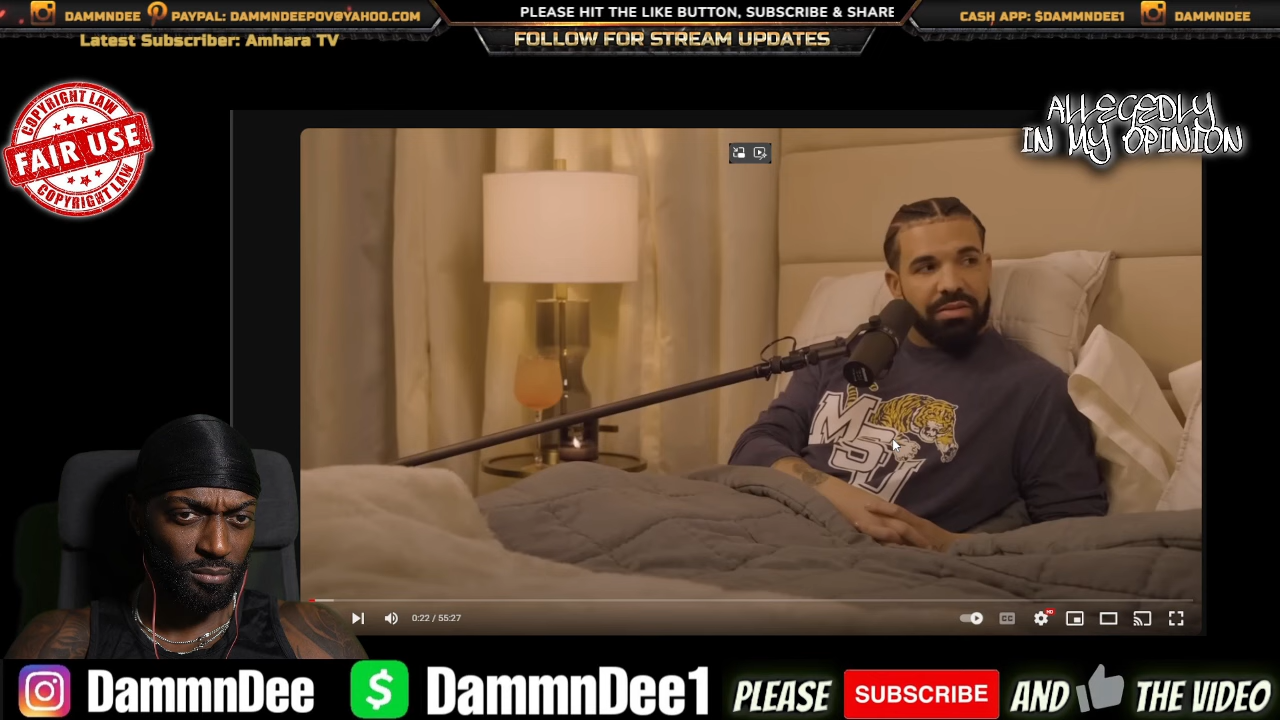 DAMMNDEE
PAYPAL: DAMMNDEEPOV@YAHOO.COM
PLEASE HIT THE LIKE BUTTON, SUBSCRIBE & SHARE
CASH APP: $DAMMNDEE1
DAMMNDEE
Latest Subscriber: Amhara TV
FOLLOW FOR STREAM UPDATES
COPYRIGHT LAW
FAIR USE
COPYRIGHT LAW
ALLEGEDLY
IN MY OPINION
MSU
0:22 / 55:27
CC
HD
DammnDee
$
DammnDee1
PLEASE
SUBSCRIBE
AND
THE VIDEO